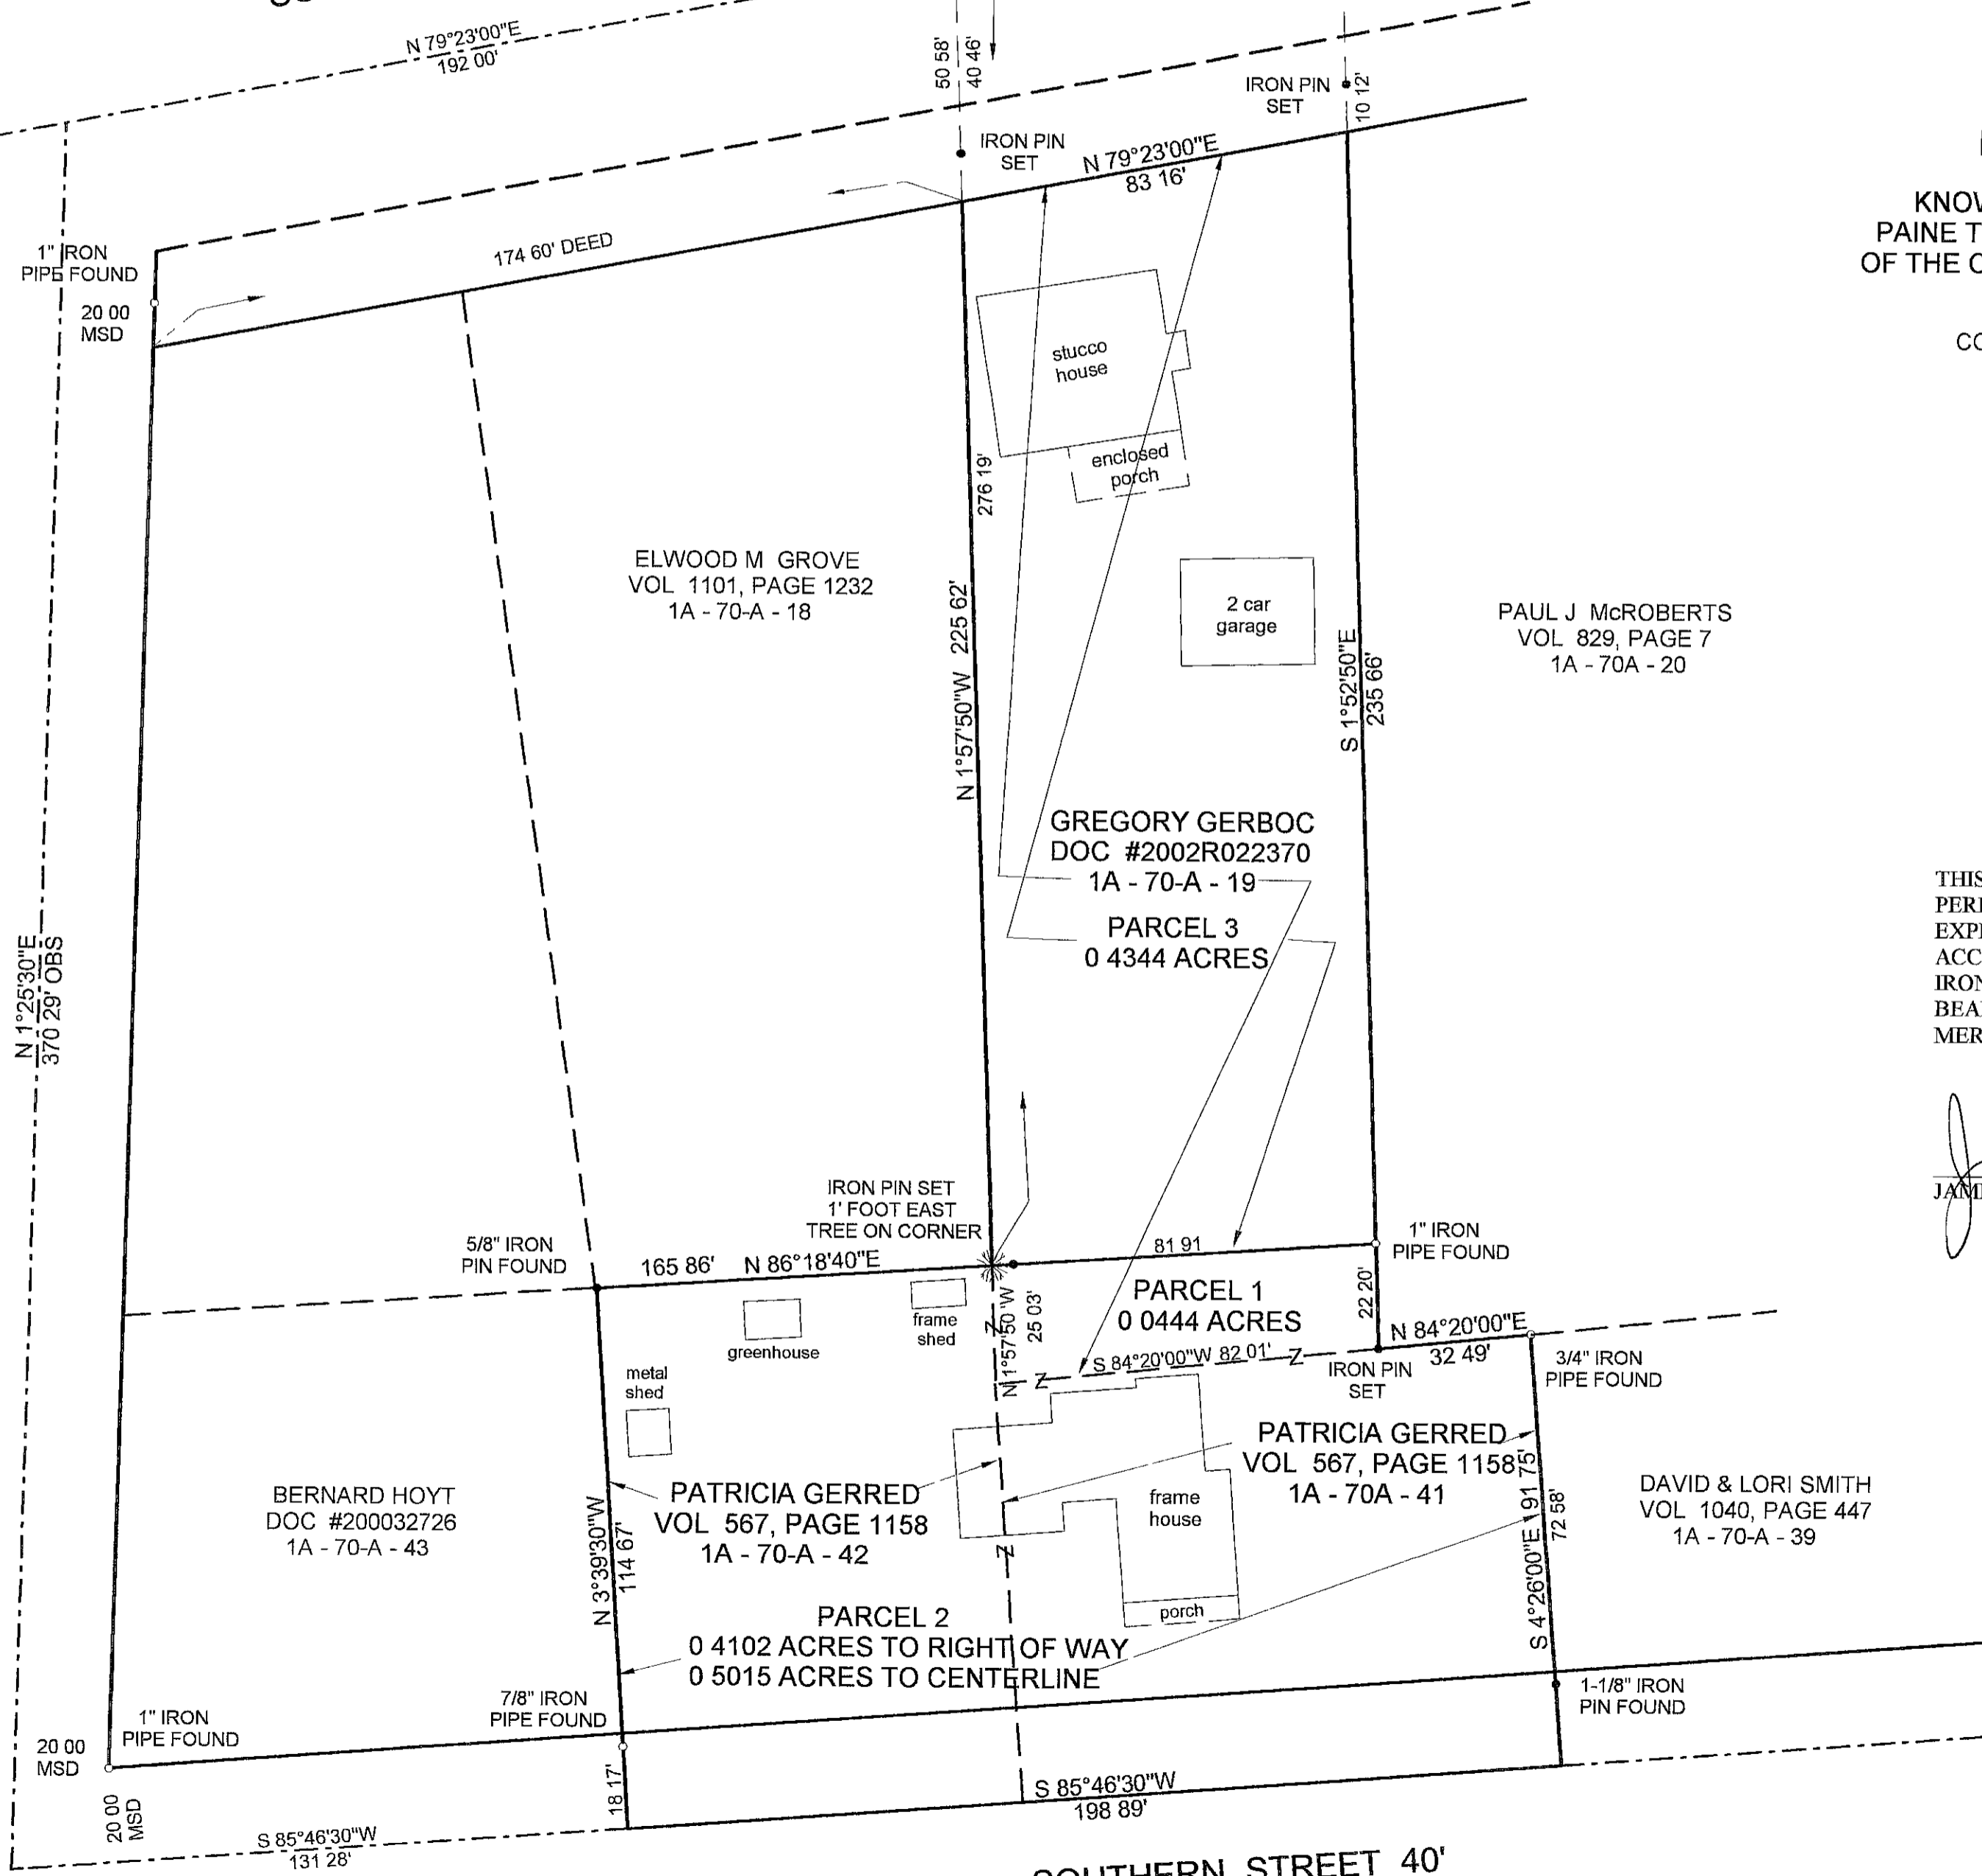 N 79°23'00"E
192 00'
50 58'
40 46'
IRON PIN
SET
10 12'
IRON PIN
SET
N 79°23'00"E
83 16'
1" IRON
PIPE FOUND
20 00
MSD
174 60' DEED
stucco
house
enclosed
porch
276 19'
ELWOOD M GROVE
VOL 1101, PAGE 1232
1A - 70-A - 18
N 1°57'50"W 225 62'
2 car
garage
S 1°52'50"E
235 66'
PAUL J McROBERTS
VOL 829, PAGE 7
1A - 70A - 20
PAINE T
OF THE C
GREGORY GERBOC
DOC #2002R022370
1A - 70-A - 19
PARCEL 3
0 4344 ACRES
THIS
N 1°25'30"E
370 29' OBS
IRON PIN SET
1' FOOT EAST
TREE ON CORNER
5/8" IRON
PIN FOUND
165 86' N 86°18'40"E
81 91
1" IRON
PIPE FOUND
PARCEL 1
0 0444 ACRES
22 20'
N 1°57'50"W
25 03'
S 84°20'00"W 82 01'
Z
Z
Z
Z
N 84°20'00"E
32 49'
IRON PIN
SET
3/4" IRON
PIPE FOUND
frame
shed
greenhouse
metal
shed
BERNARD HOYT
DOC #200032726
1A - 70-A - 43
N 3°39'30"W
114 67'
PATRICIA GERRED
VOL 567, PAGE 1158
1A - 70-A - 42
frame
house
porch
PATRICIA GERRED
VOL 567, PAGE 1158
1A - 70A - 41
S 4°26'00"E 91 75'
72 58'
DAVID & LORI SMITH
VOL 1040, PAGE 447
1A - 70-A - 39
PARCEL 2
0 4102 ACRES TO RIGHT OF WAY
0 5015 ACRES TO CENTERLINE
1" IRON
PIPE FOUND
7/8" IRON
PIPE FOUND
1-1/8" IRON
PIN FOUND
20 00
MSD
20 00
MSD
18 17'
S 85°46'30"W
198 89'
S 85°46'30"W
131 28'
SOUTHERN STREET 40'